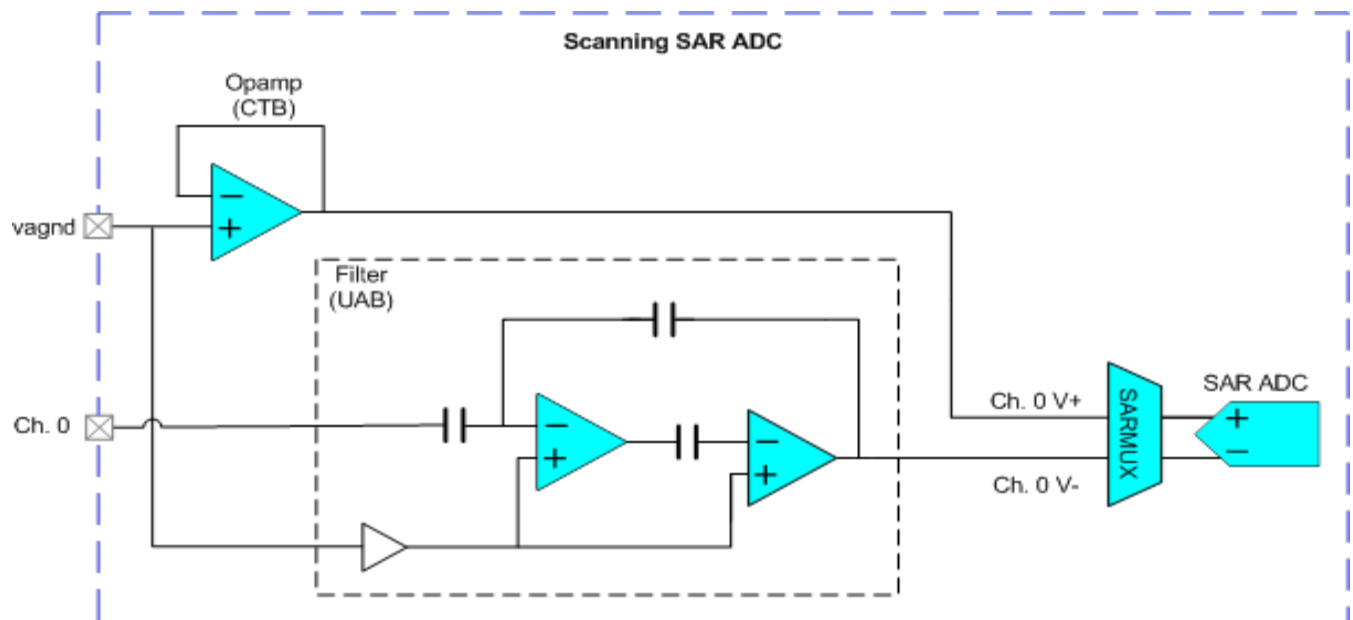 Scanning SAR ADC
Opamp
(CTB)
−
+
vagnd
Filter
(UAB)
−
+
−
+
Ch. 0
Ch. 0 V+
Ch. 0 V-
SARMUX
SAR ADC
+
−